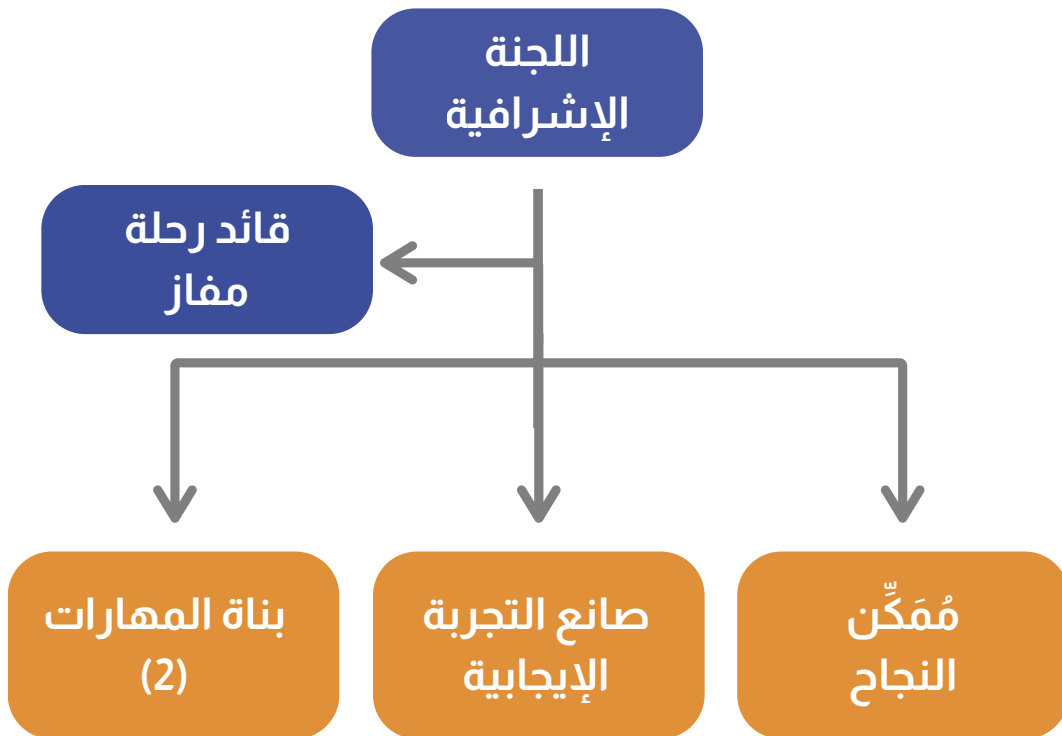 اللجنة
الإشرافية
قائد رحلة
مفاز
مُمَكِّن
النجاح
صانع التجربة
الإيجابية
بناة المهارات
(2)